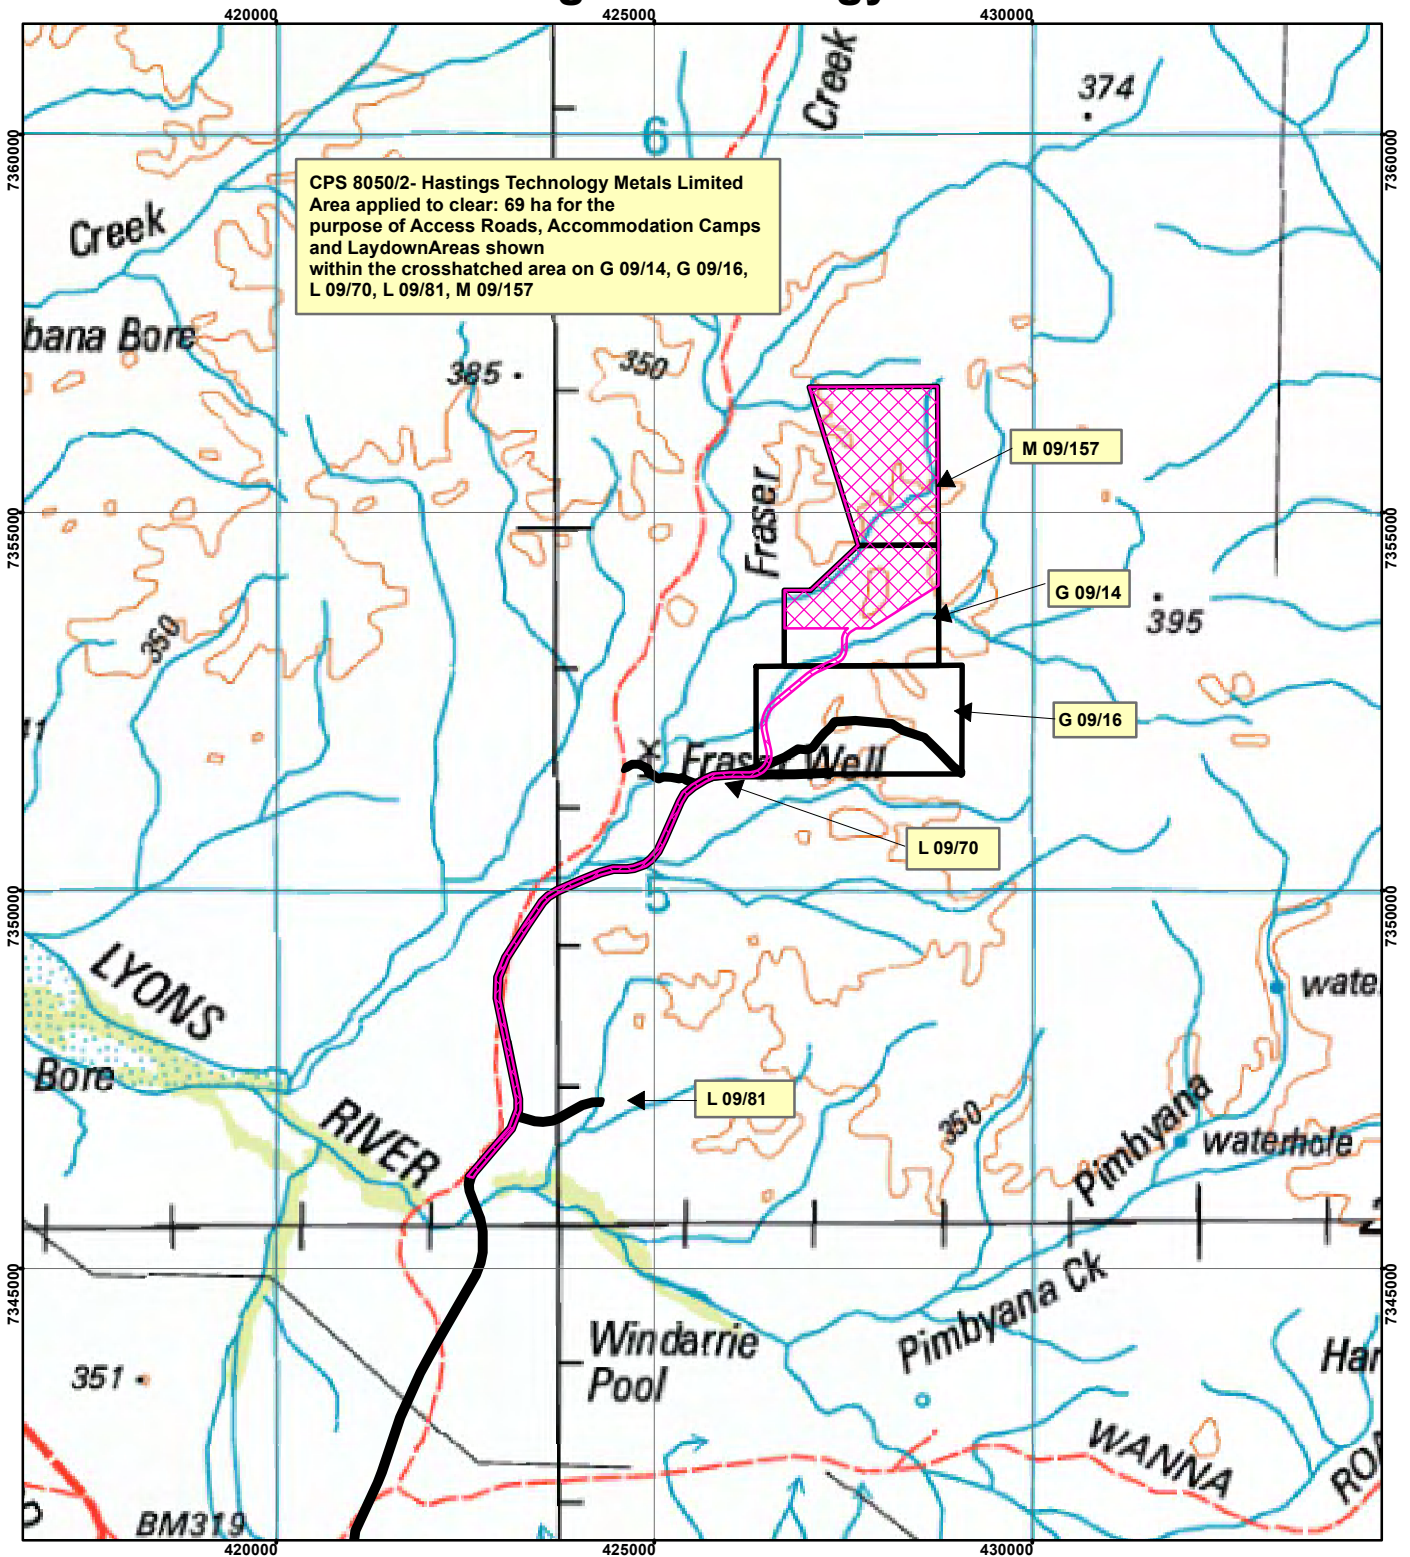 420000
425000
430000
Creek
374
7360000
7360000
6
CPS 8050/2- Hastings Technology Metals Limited
Area applied to clear: 69 ha for the
purpose of Access Roads, Accommodation Camps
and LaydownAreas shown
within the crosshatched area on G 09/14, G 09/16,
L 09/70, L 09/81, M 09/157
Creek
bana Bore
385
350
M 09/157
Fraser
7355000
7355000
G 09/14
395
350
G 09/16
41
Fraser Well
L 09/70
7350000
7350000
5
LYONS
wate
Bore
L 09/81
RIVER
350
Pimbyana
waterhole
7345000
7345000
Pimbyana Ck
Windarrie
Pool
Har
351
WANNA
ROA
BM319
420000
425000
430000